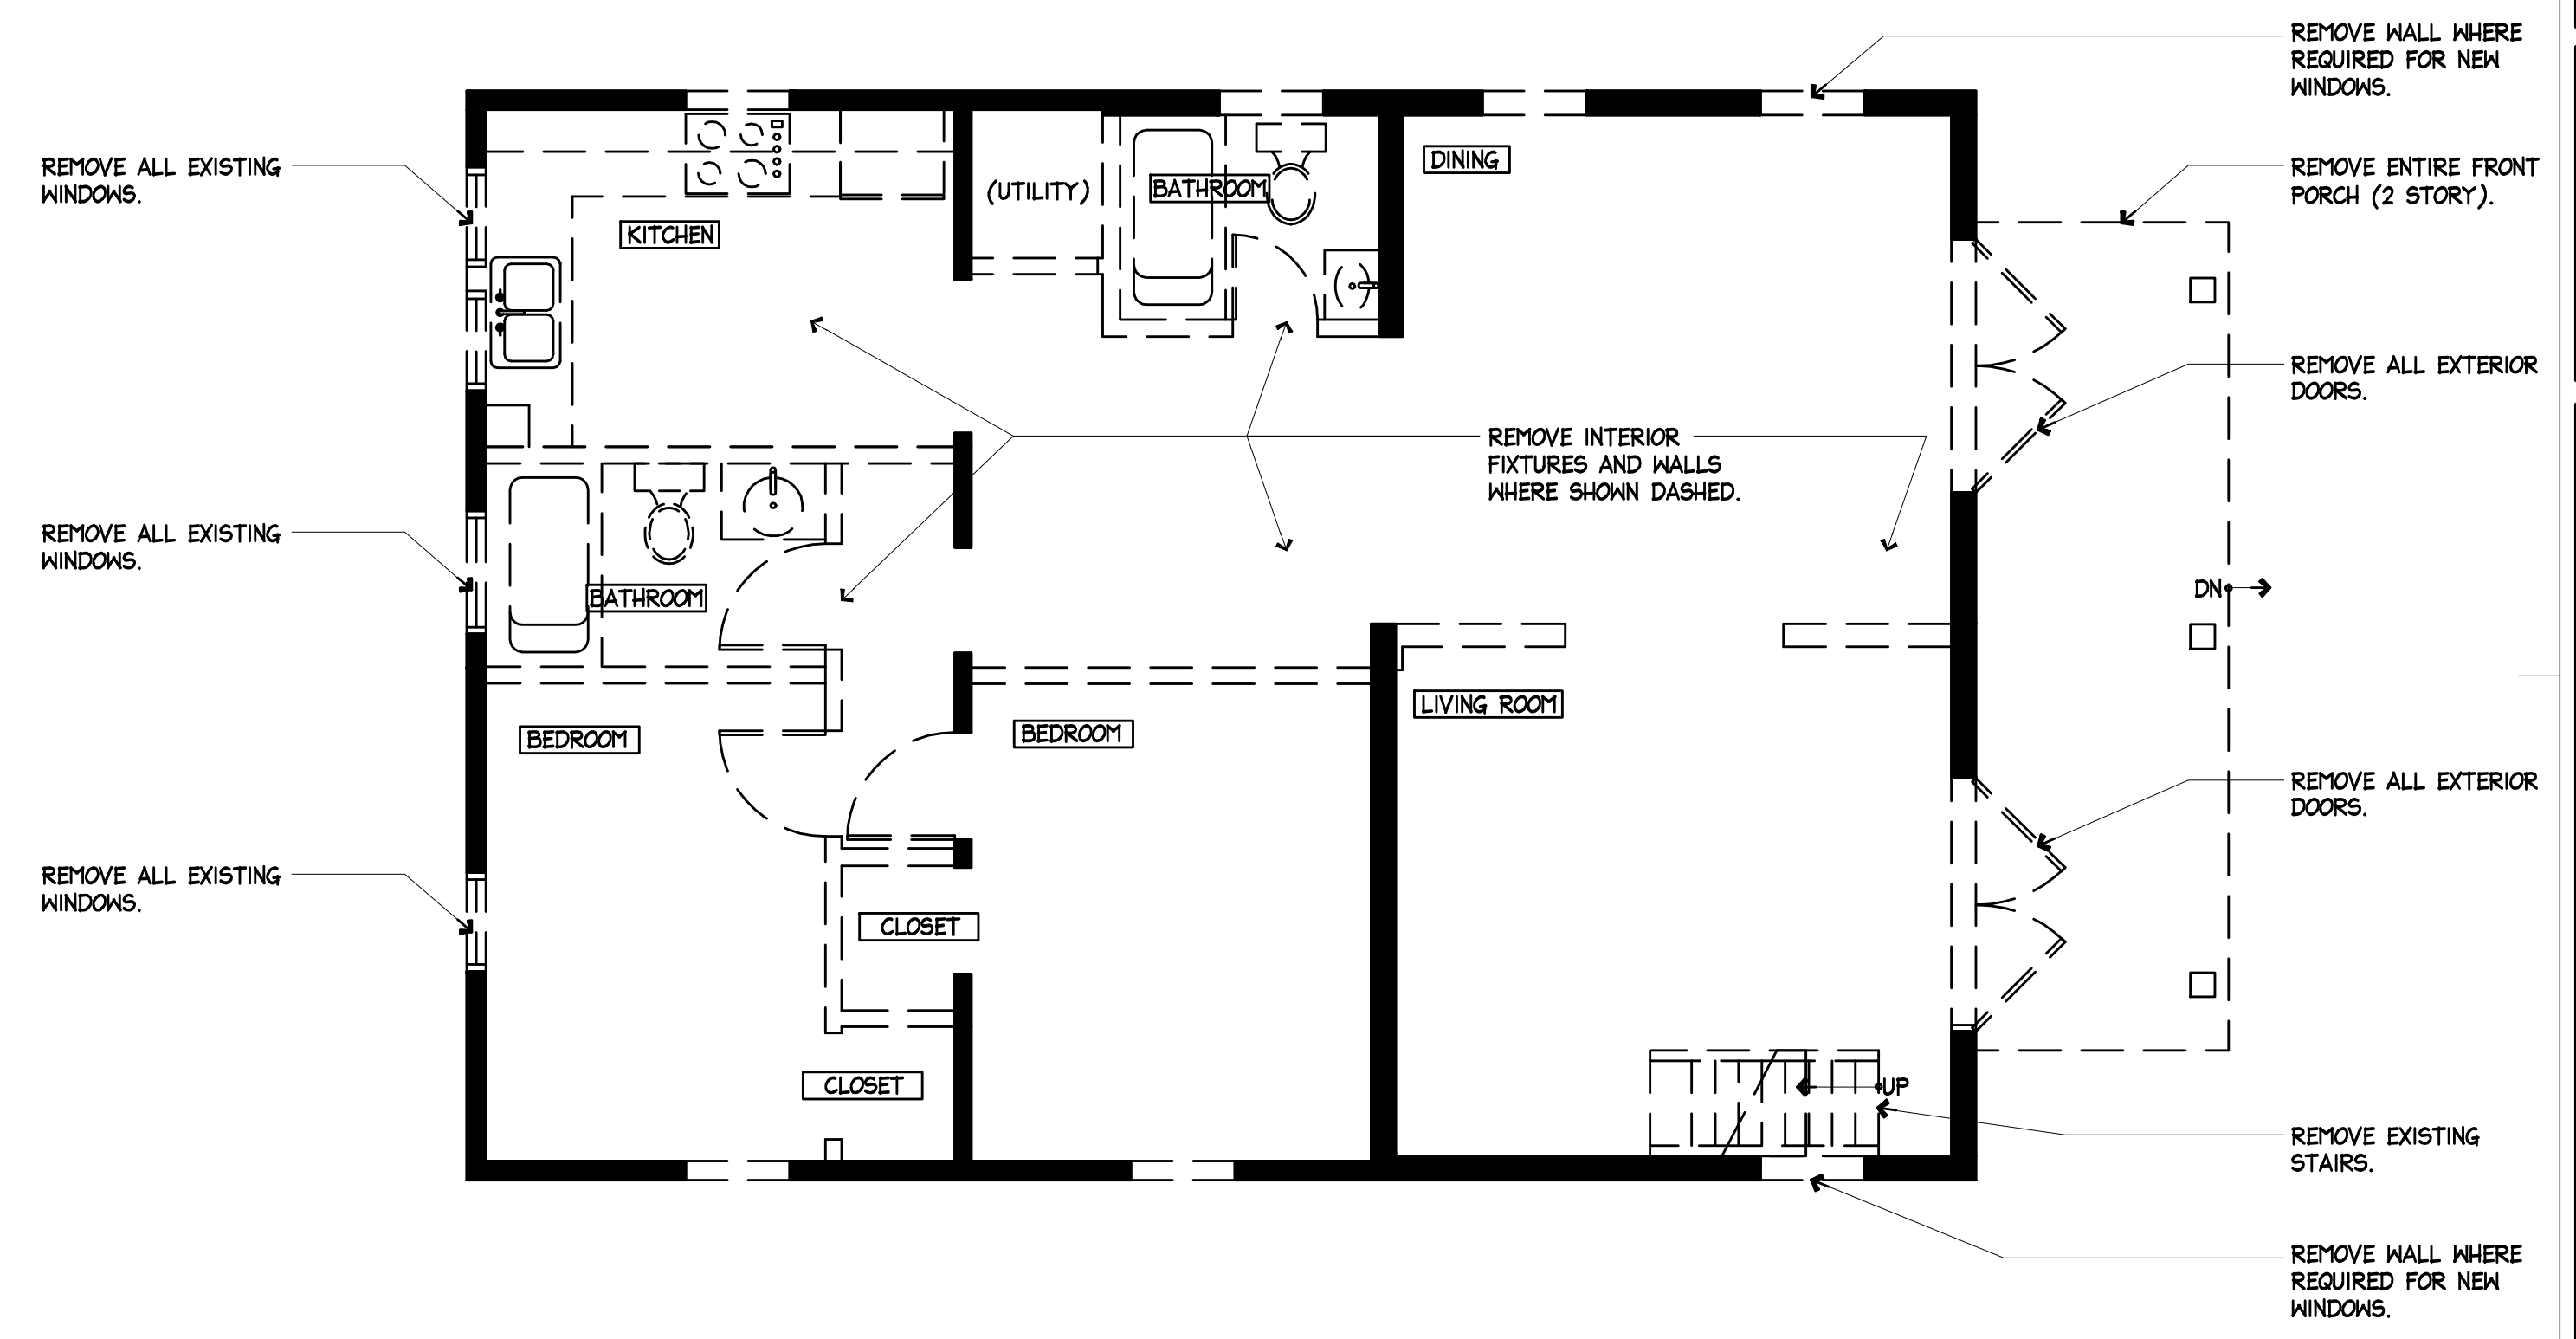 REMOVE WALL WHERE
REQUIRED FOR NEW
WINDOWS.
REMOVE ALL EXISTING
WINDOWS.
DINING
REMOVE ENTIRE FRONT
PORCH (2 STORY).
(UTILITY)
BATHROOM
KITCHEN
REMOVE ALL EXTERIOR
DOORS.
REMOVE INTERIOR
FIXTURES AND WALLS
WHERE SHOWN DASHED.
REMOVE ALL EXISTING
WINDOWS.
BATHROOM
DN
LIVING ROOM
BEDROOM
BEDROOM
REMOVE ALL EXTERIOR
DOORS.
REMOVE ALL EXISTING
WINDOWS.
CLOSET
CLOSET
UP
REMOVE EXISTING
STAIRS.
REMOVE WALL WHERE
REQUIRED FOR NEW
WINDOWS.